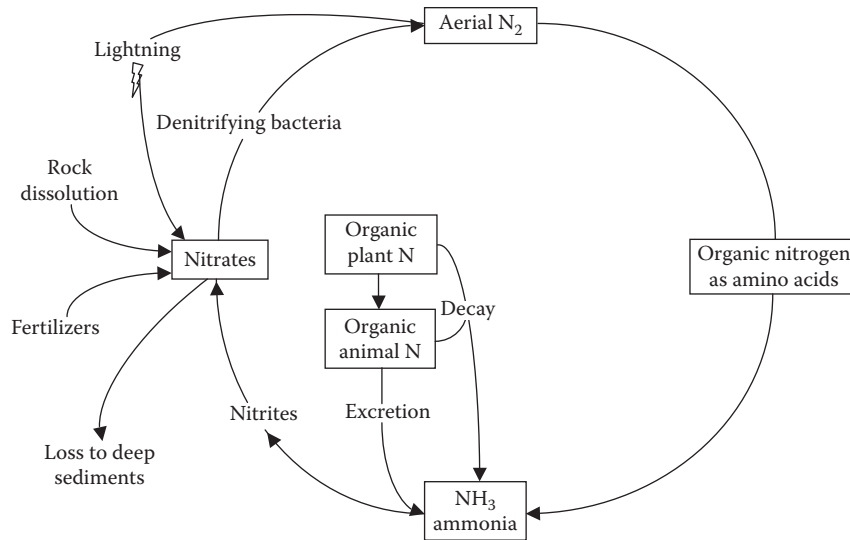 Aerial N₂
Lightning
Denitrifying bacteria
Rock
dissolution
Nitrates
Organic
plant N
Organic nitrogen
as amino acids
Decay
Fertilizers
Organic
animal N
Nitrites
Excretion
Loss to deep
sediments
NH₃
ammonia